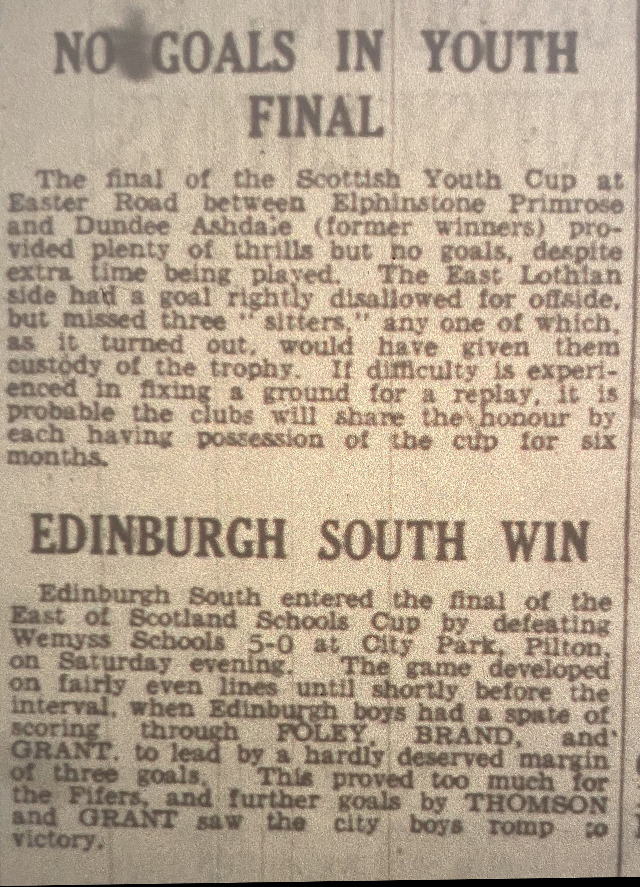 NO GOALS IN YOUTH
FINAL
The final of the Scottish Youth Cup at
Easter Road between Elphinstone Primrose
and Dundee Ashdale (former winners) pro-
vided plenty of thrills but no goals, despite
extra time being played. The East Lothian
side had a goal rightly disallowed for offside,
but missed three "sitters," any one of which,
as it turned out, would have given them
custody of the trophy. If difficulty is experi-
enced in fixing a ground for a replay, it is
probable the clubs will share the honour by
each having possession of the cup for six
months.
EDINBURGH SOUTH WIN
Edinburgh South entered the final of the
East of Scotland Schools Cup by defeating
Wemyss Schools 5-0 at City Park, Pilton,
on Saturday evening. The game developed
on fairly even lines until shortly before the
interval, when Edinburgh boys had a spate of
scoring through FOLEY, BRAND, and
GRANT, to lead by a hardly deserved margin
of three goals. This proved too much for
the Fifers, and further goals by THOMSON
and GRANT saw the city boys romp to
victory.